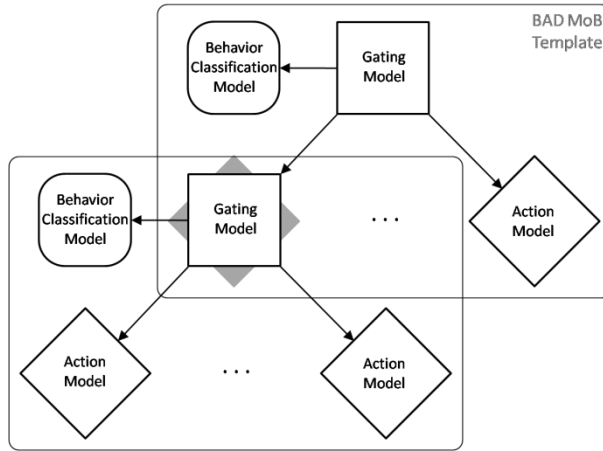 BAD MoB
Template
Behavior
Classification
Model
Gating
Model
Behavior
Classification
Model
Gating
Model
. . .
Action
Model
Action
Model
. . .
Action
Model